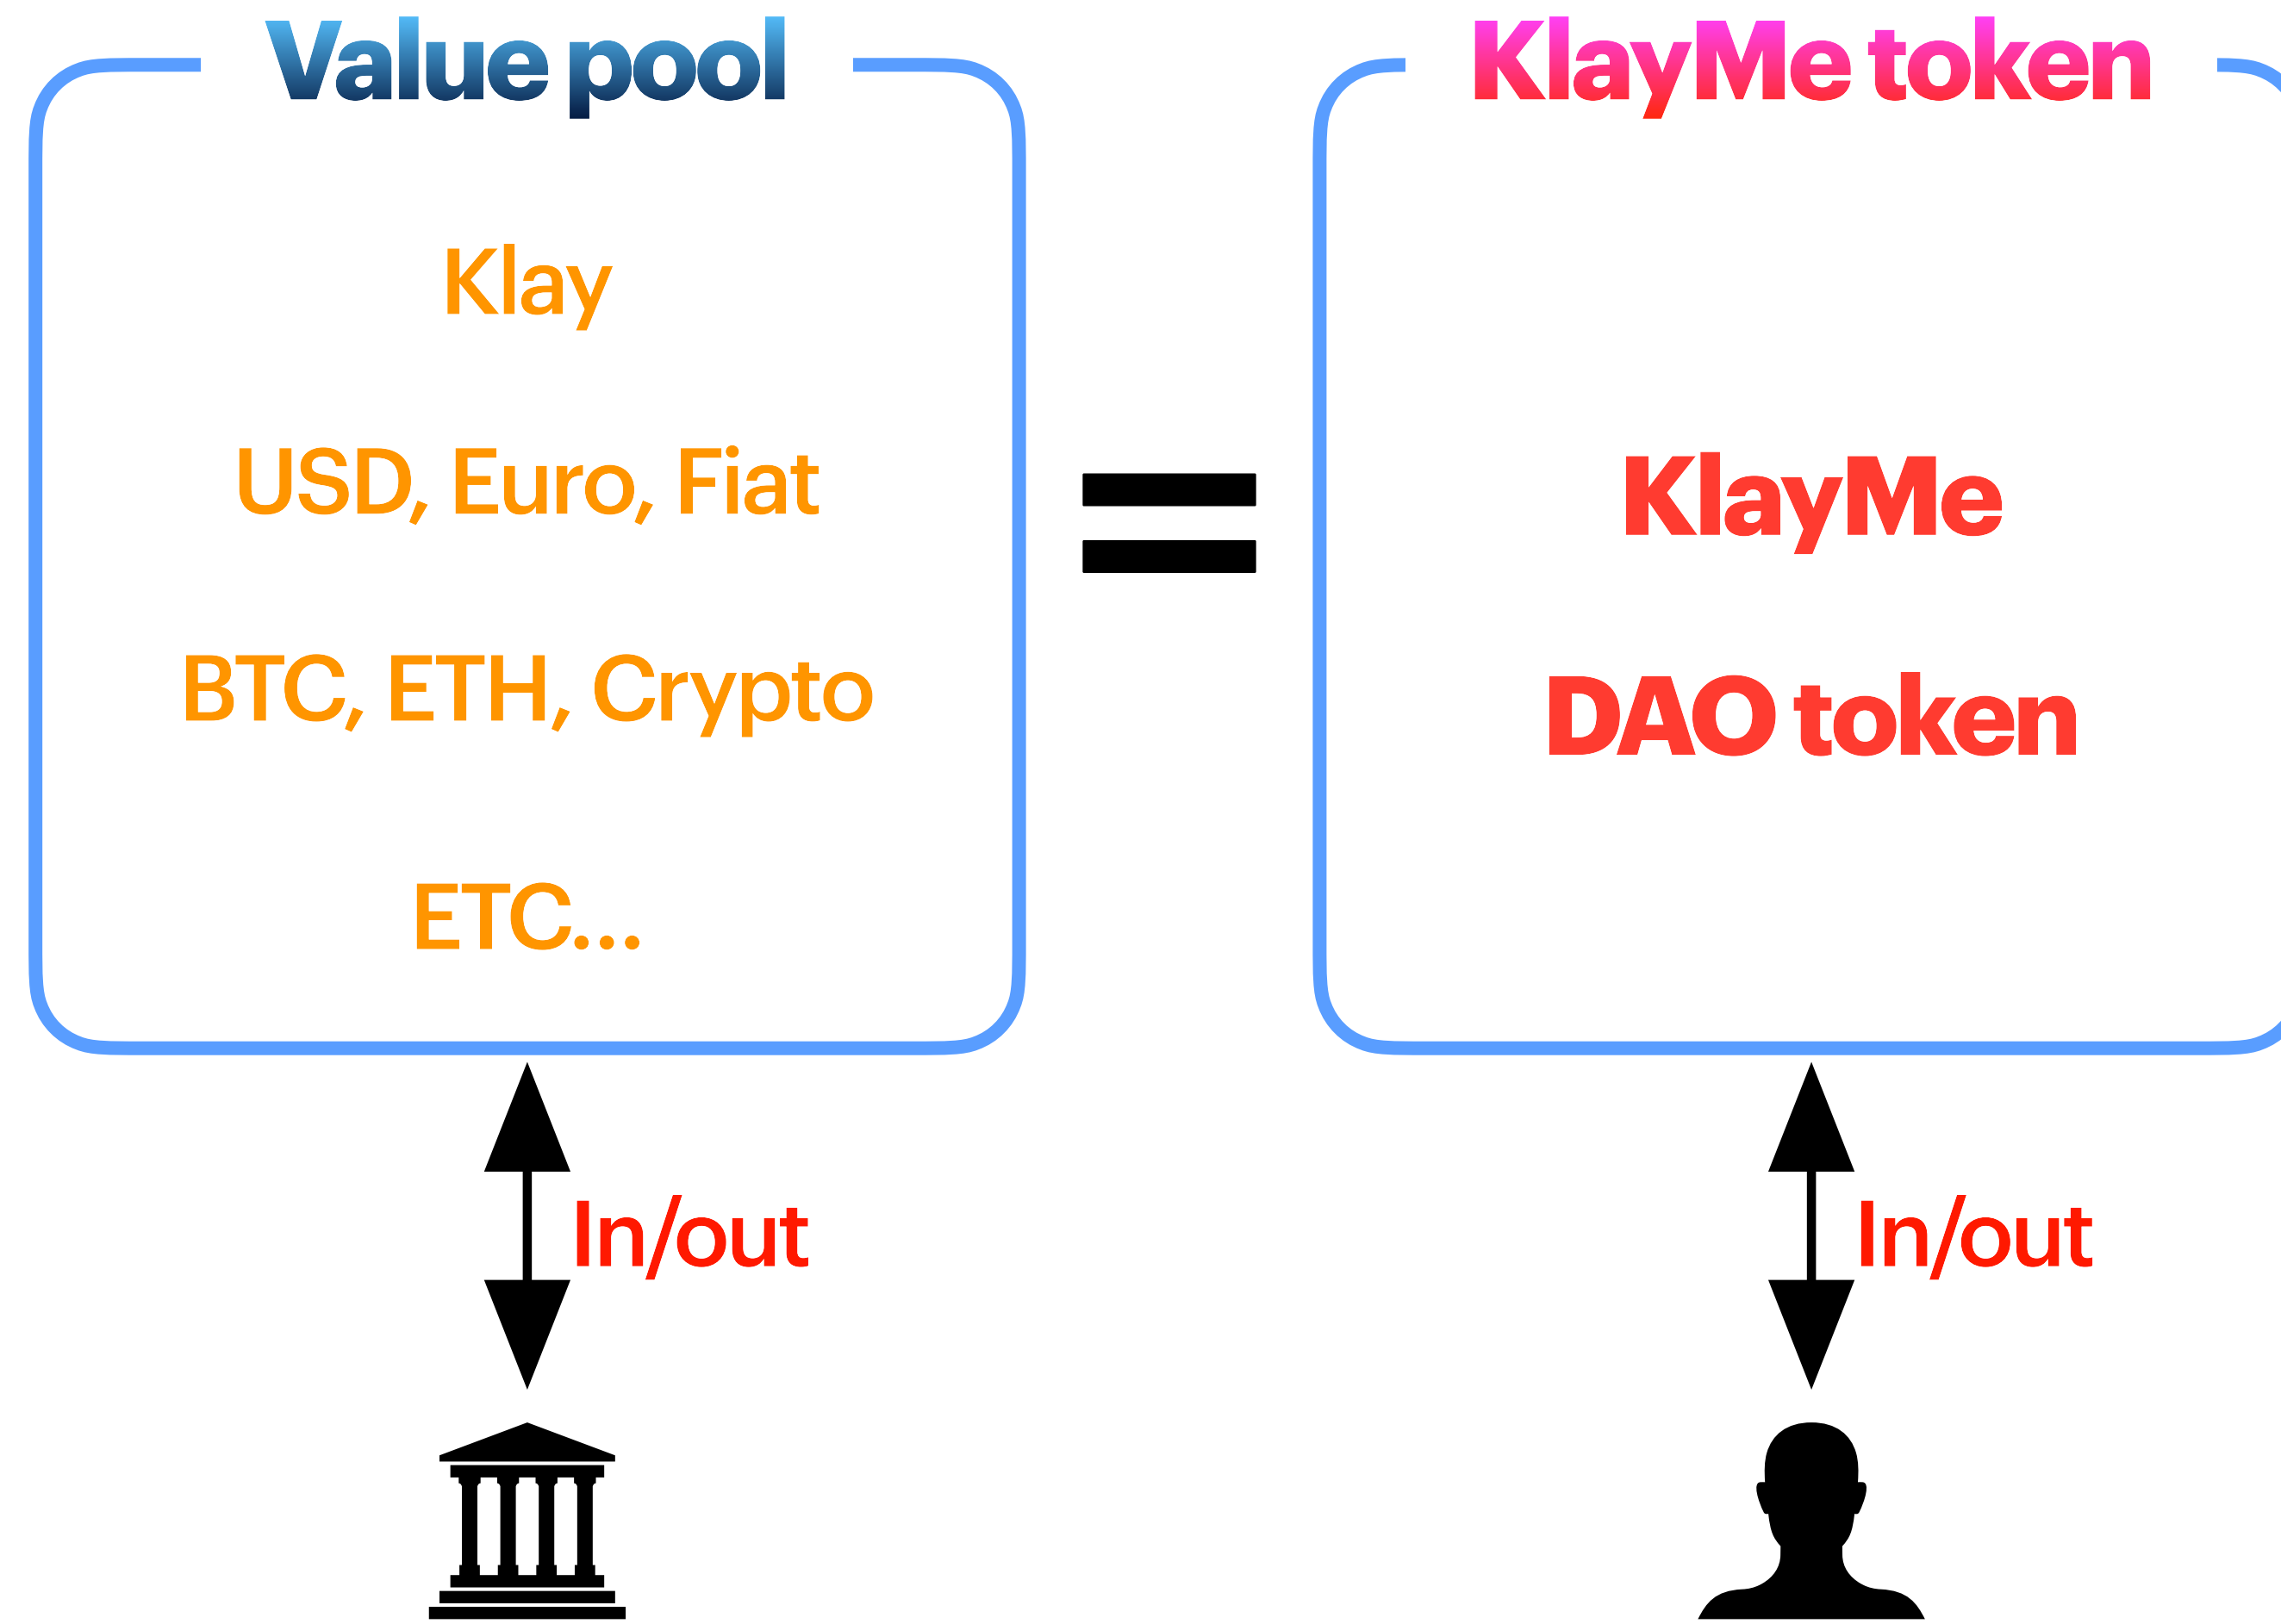 Value pool
Klay
USD, Euro, Fiat
BTC, ETH, Crypto
ETC...
In/out
=
KlayMe token
KlayMe
DAO token
In/out